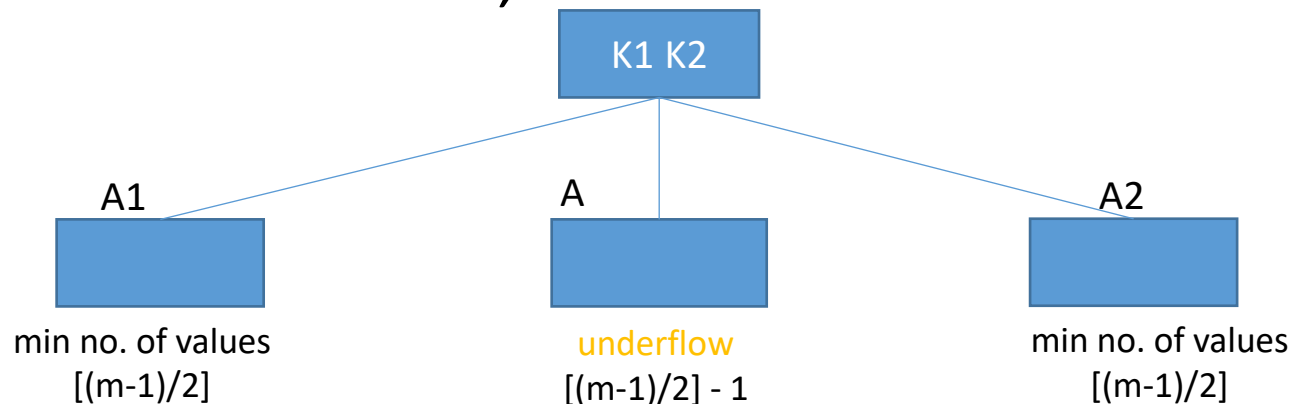 K1 K2
A1
A
A2
min no. of values
[(m-1)/2]
underflow
[(m-1)/2] - 1
min no. of values
[(m-1)/2]